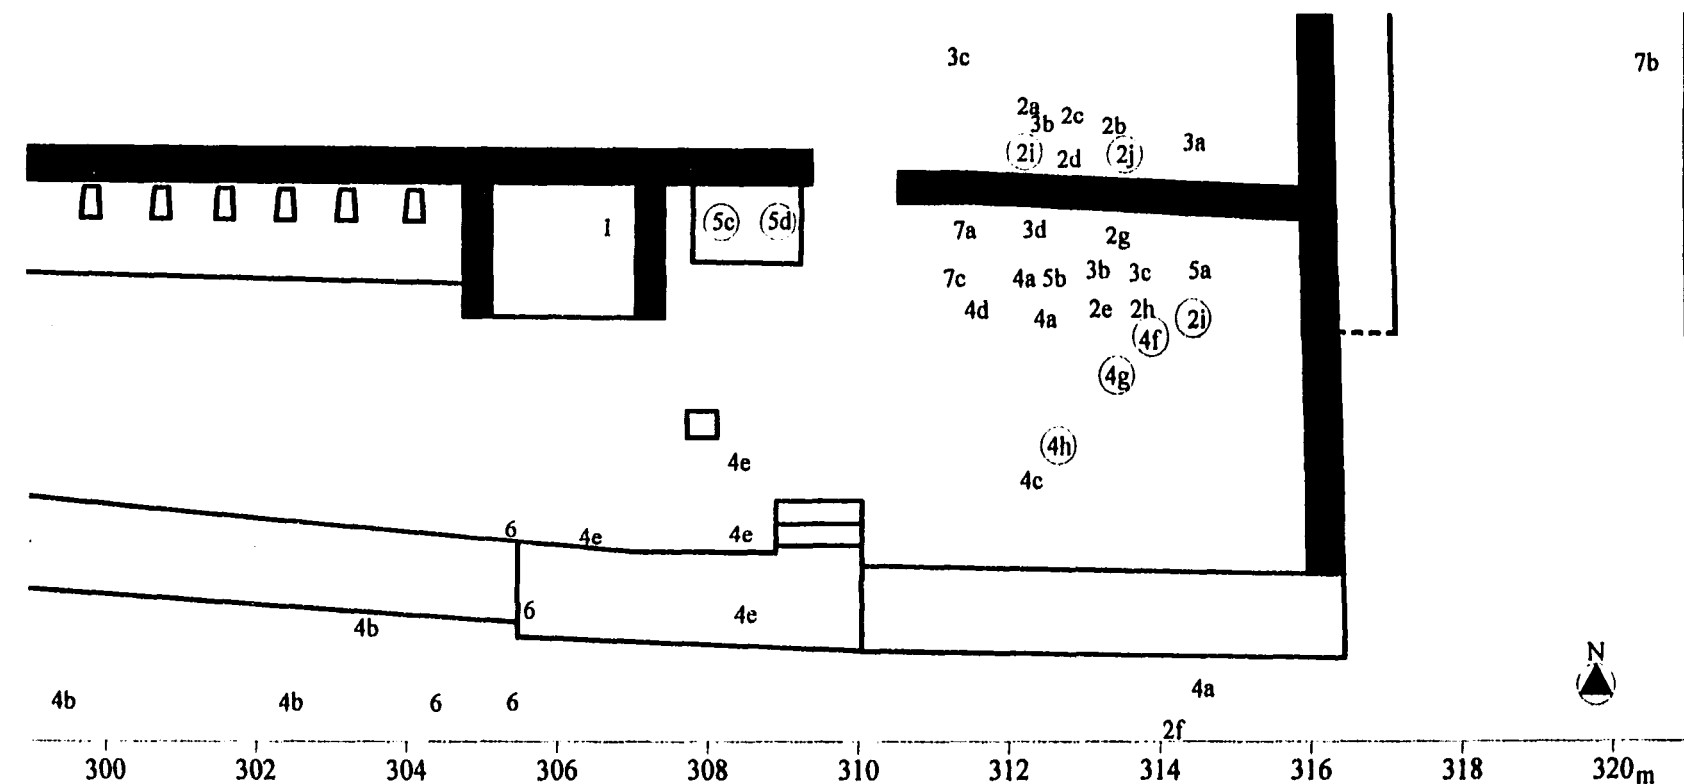 3c 7b
2a
3b 2c 2b
2i 2d 2j 3a
1 5c 5d 7a 3d 2g
7c 4a 5b 3b 3c 5a
4d 4a 2e 2h 2i
4f
4g
4h
4e 4c
6 4e 4e
6 4e
4b
4b 4b 6 6 4a
N
2f
300 302 304 306 308 310 312 314 316 318 320m